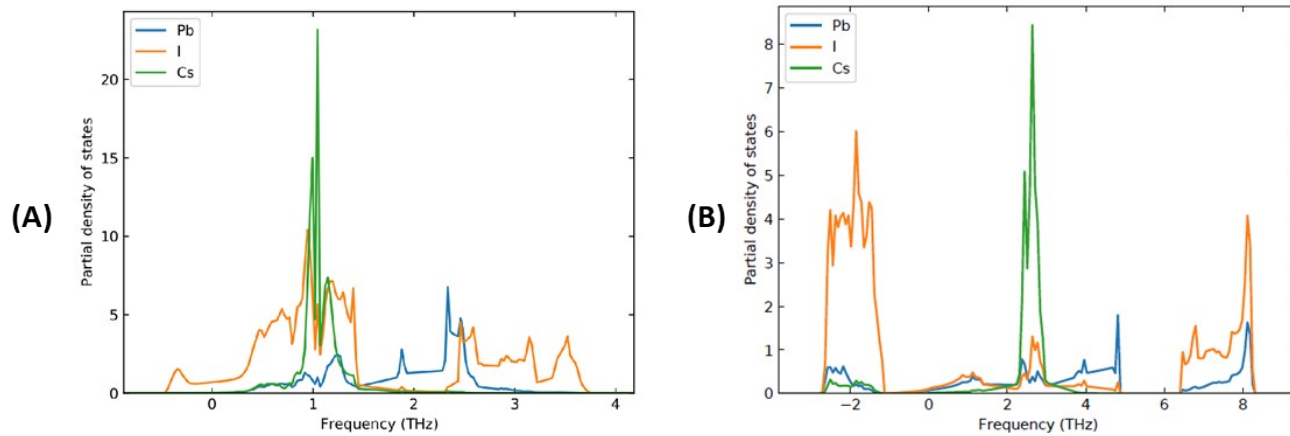 (A)
Partial density of states
20
15
10
5
0
Pb
I
Cs
0 1 2 3 4
Frequency (THz)
(B)
Partial density of states
8
7
6
5
4
3
2
1
0
Pb
I
Cs
−2 0 2 4 6 8
Frequency (THz)